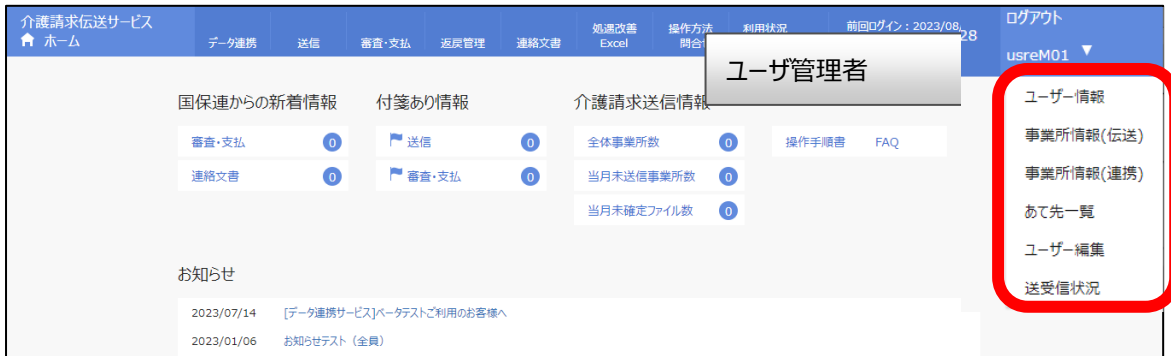 介護請求伝送サービス
ホーム
データ連携
送信
審査・支払
返戻管理
連絡文書
処遇改善
Excel
操作方法
問合
利用状況
前回ログイン：2023/08
28
ログアウト
usreM01 ▼
ユーザ管理者
国保連からの新着情報
審査・支払 0
連絡文書 0
付箋あり情報
送信 0
審査・支払 0
介護請求送信情報
全体事業所数 0
当月未送信事業所数 0
当月未確定ファイル数 0
操作手順書 FAQ
ユーザー情報
事業所情報(伝送)
事業所情報(連携)
あて先一覧
ユーザー編集
送受信状況
お知らせ
2023/07/14 [データ連携サービス]ベータテストご利用のお客様へ
2023/01/06 お知らせテスト（全員）